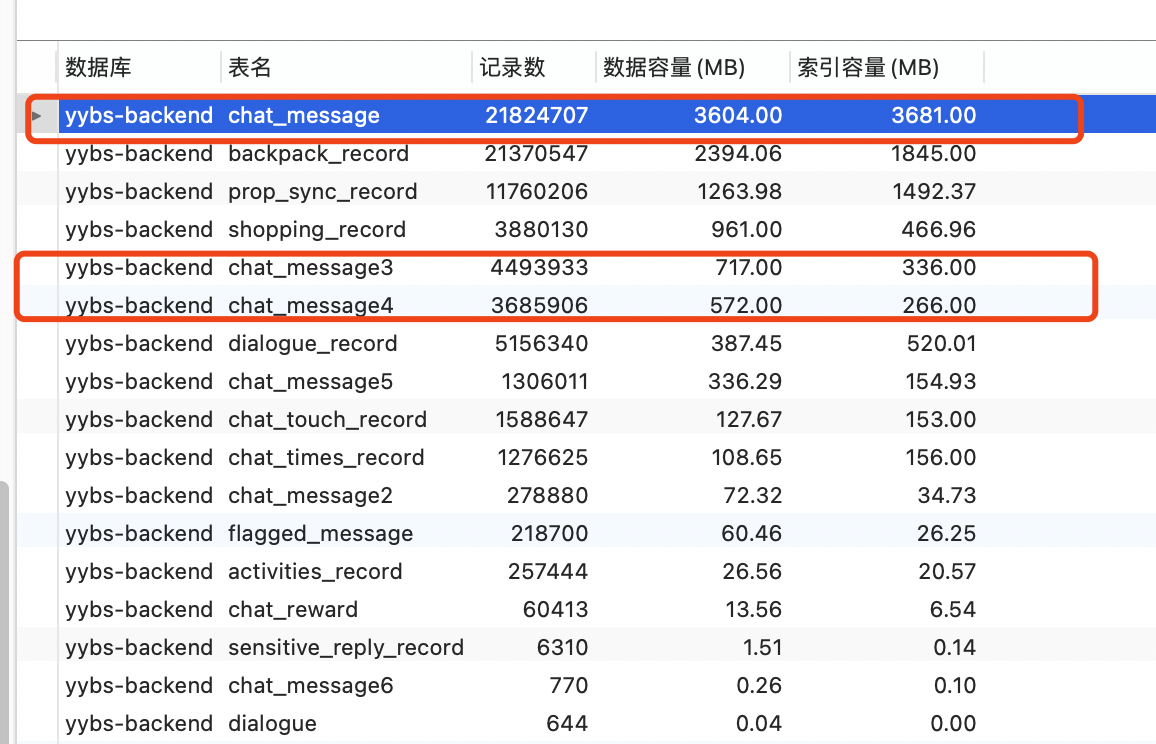 数据库 表名 记录数 数据容量 (MB) 索引容量 (MB)
yybs-backend chat_message 21824707 3604.00 3681.00
yybs-backend backpack_record 21370547 2394.06 1845.00
yybs-backend prop_sync_record 11760206 1263.98 1492.37
yybs-backend shopping_record 3880130 961.00 466.96
yybs-backend chat_message3 4493933 717.00 336.00
yybs-backend chat_message4 3685906 572.00 266.00
yybs-backend dialogue_record 5156340 387.45 520.01
yybs-backend chat_message5 1306011 336.29 154.93
yybs-backend chat_touch_record 1588647 127.67 153.00
yybs-backend chat_times_record 1276625 108.65 156.00
yybs-backend chat_message2 278880 72.32 34.73
yybs-backend flagged_message 218700 60.46 26.25
yybs-backend activities_record 257444 26.56 20.57
yybs-backend chat_reward 60413 13.56 6.54
yybs-backend sensitive_reply_record 6310 1.51 0.14
yybs-backend chat_message6 770 0.26 0.10
yybs-backend dialogue 644 0.04 0.00